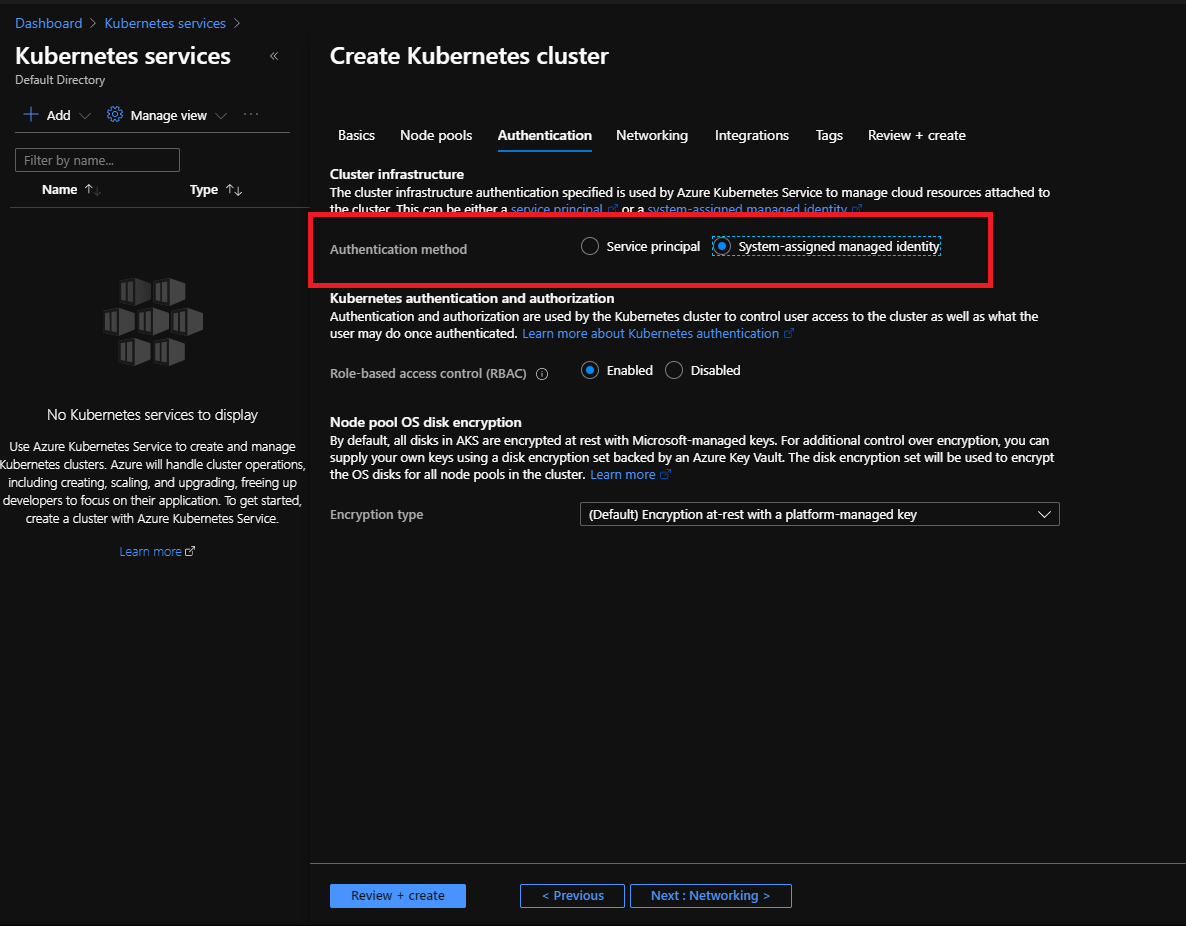 Dashboard > Kubernetes services >
Kubernetes services «
Default Directory
+ Add Manage view ...
Filter by name...
Name ↑↓ Type ↑↓
No Kubernetes services to display
Use Azure Kubernetes Service to create and manage
Kubernetes clusters. Azure will handle cluster operations,
including creating, scaling, and upgrading, freeing up
developers to focus on their application. To get started,
create a cluster with Azure Kubernetes Service.
Learn more
Create Kubernetes cluster
Basics Node pools Authentication Networking Integrations Tags Review + create
Cluster infrastructure
The cluster infrastructure authentication specified is used by Azure Kubernetes Service to manage cloud resources attached to
the cluster. This can be either a service principal or a system-assigned managed identity
Authentication method Service principal System-assigned managed identity
Kubernetes authentication and authorization
Authentication and authorization are used by the Kubernetes cluster to control user access to the cluster as well as what the
user may do once authenticated. Learn more about Kubernetes authentication
Role-based access control (RBAC) Enabled Disabled
Node pool OS disk encryption
By default, all disks in AKS are encrypted at rest with Microsoft-managed keys. For additional control over encryption, you can
supply your own keys using a disk encryption set backed by an Azure Key Vault. The disk encryption set will be used to encrypt
the OS disks for all node pools in the cluster. Learn more
Encryption type (Default) Encryption at-rest with a platform-managed key
Review + create < Previous Next : Networking >